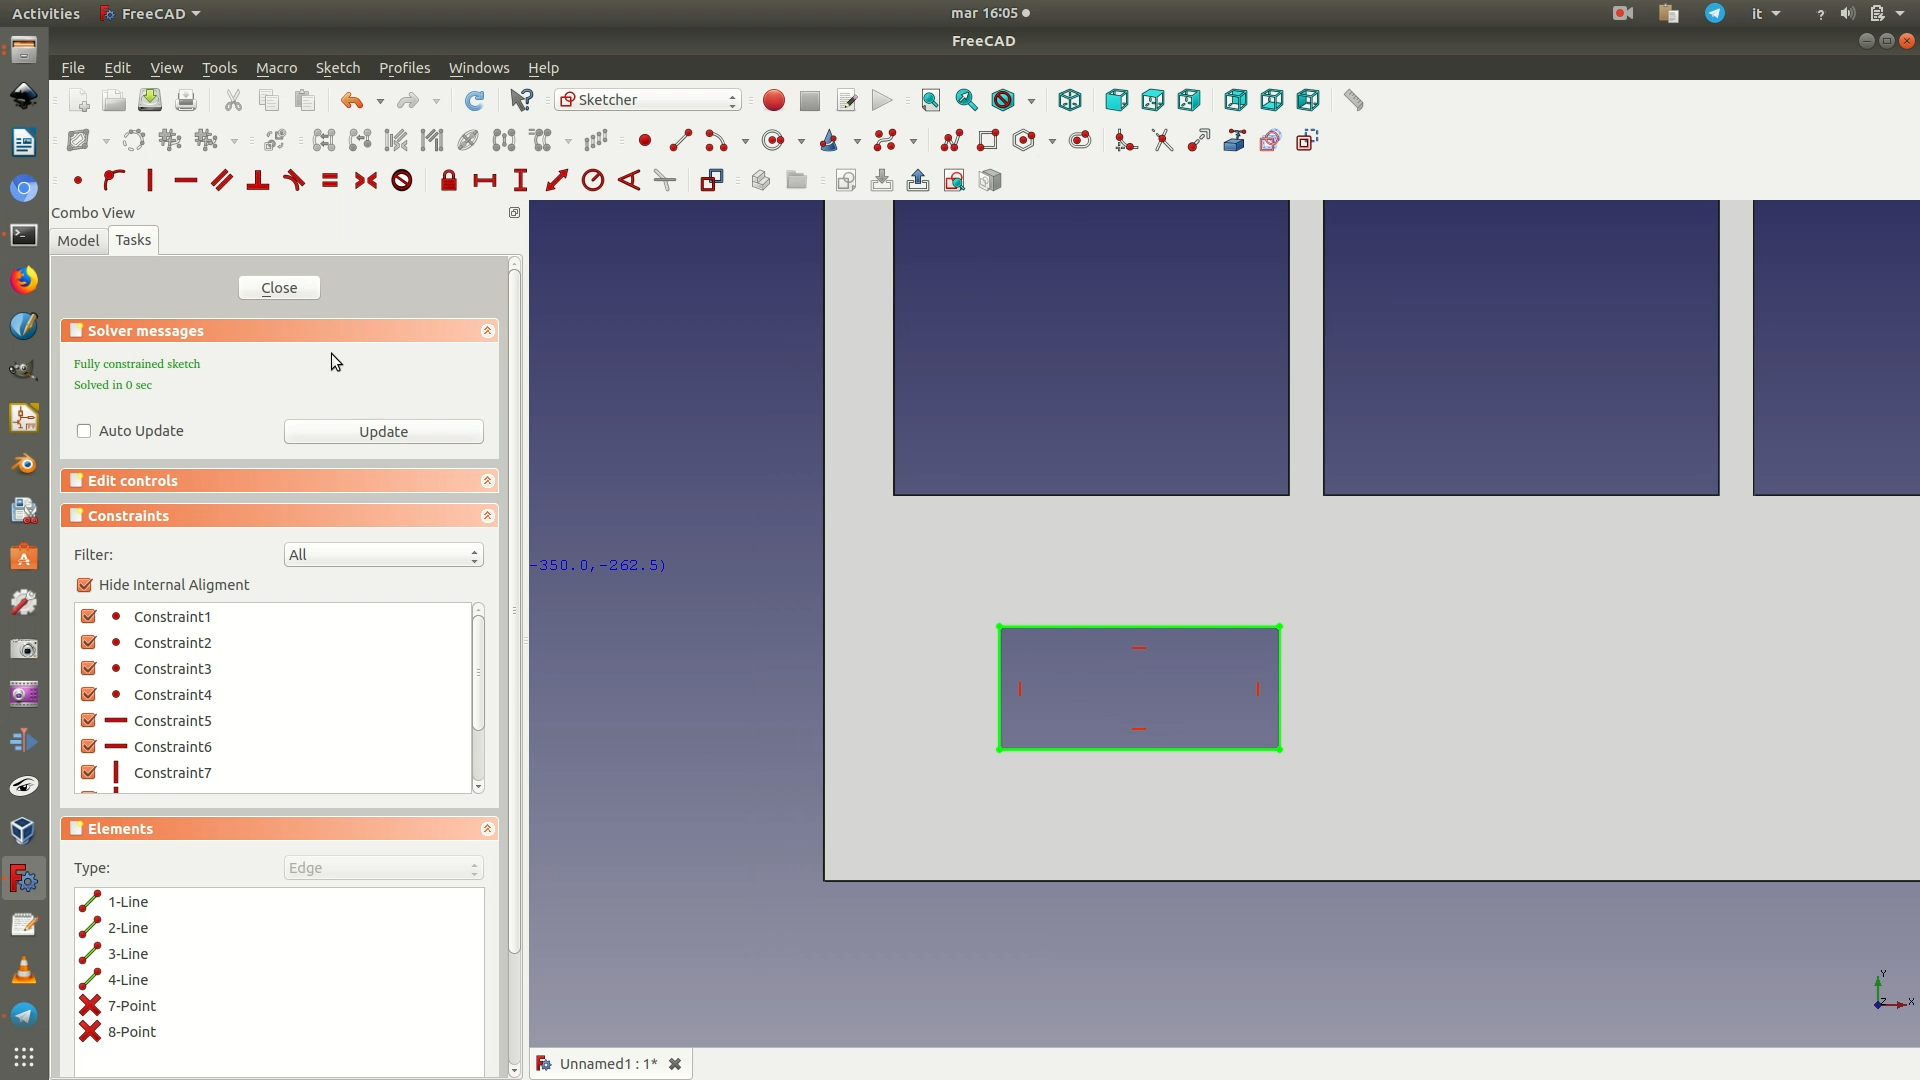 Activities FreeCAD mar 16:05 it ?
FreeCAD
File Edit View Tools Macro Sketch Profiles Windows Help
Sketcher
Combo View
Model Tasks
Close
Solver messages
Fully constrained sketch
Solved in 0 sec
Auto Update Update
Edit controls
Constraints
Filter: All
Hide Internal Aligment
Constraint1
Constraint2
Constraint3
Constraint4
Constraint5
Constraint6
Constraint7
Elements
Type: Edge
1-Line
2-Line
3-Line
4-Line
7-Point
8-Point
-350.0,-262.5)
Y
Z X
Unnamed1 : 1*